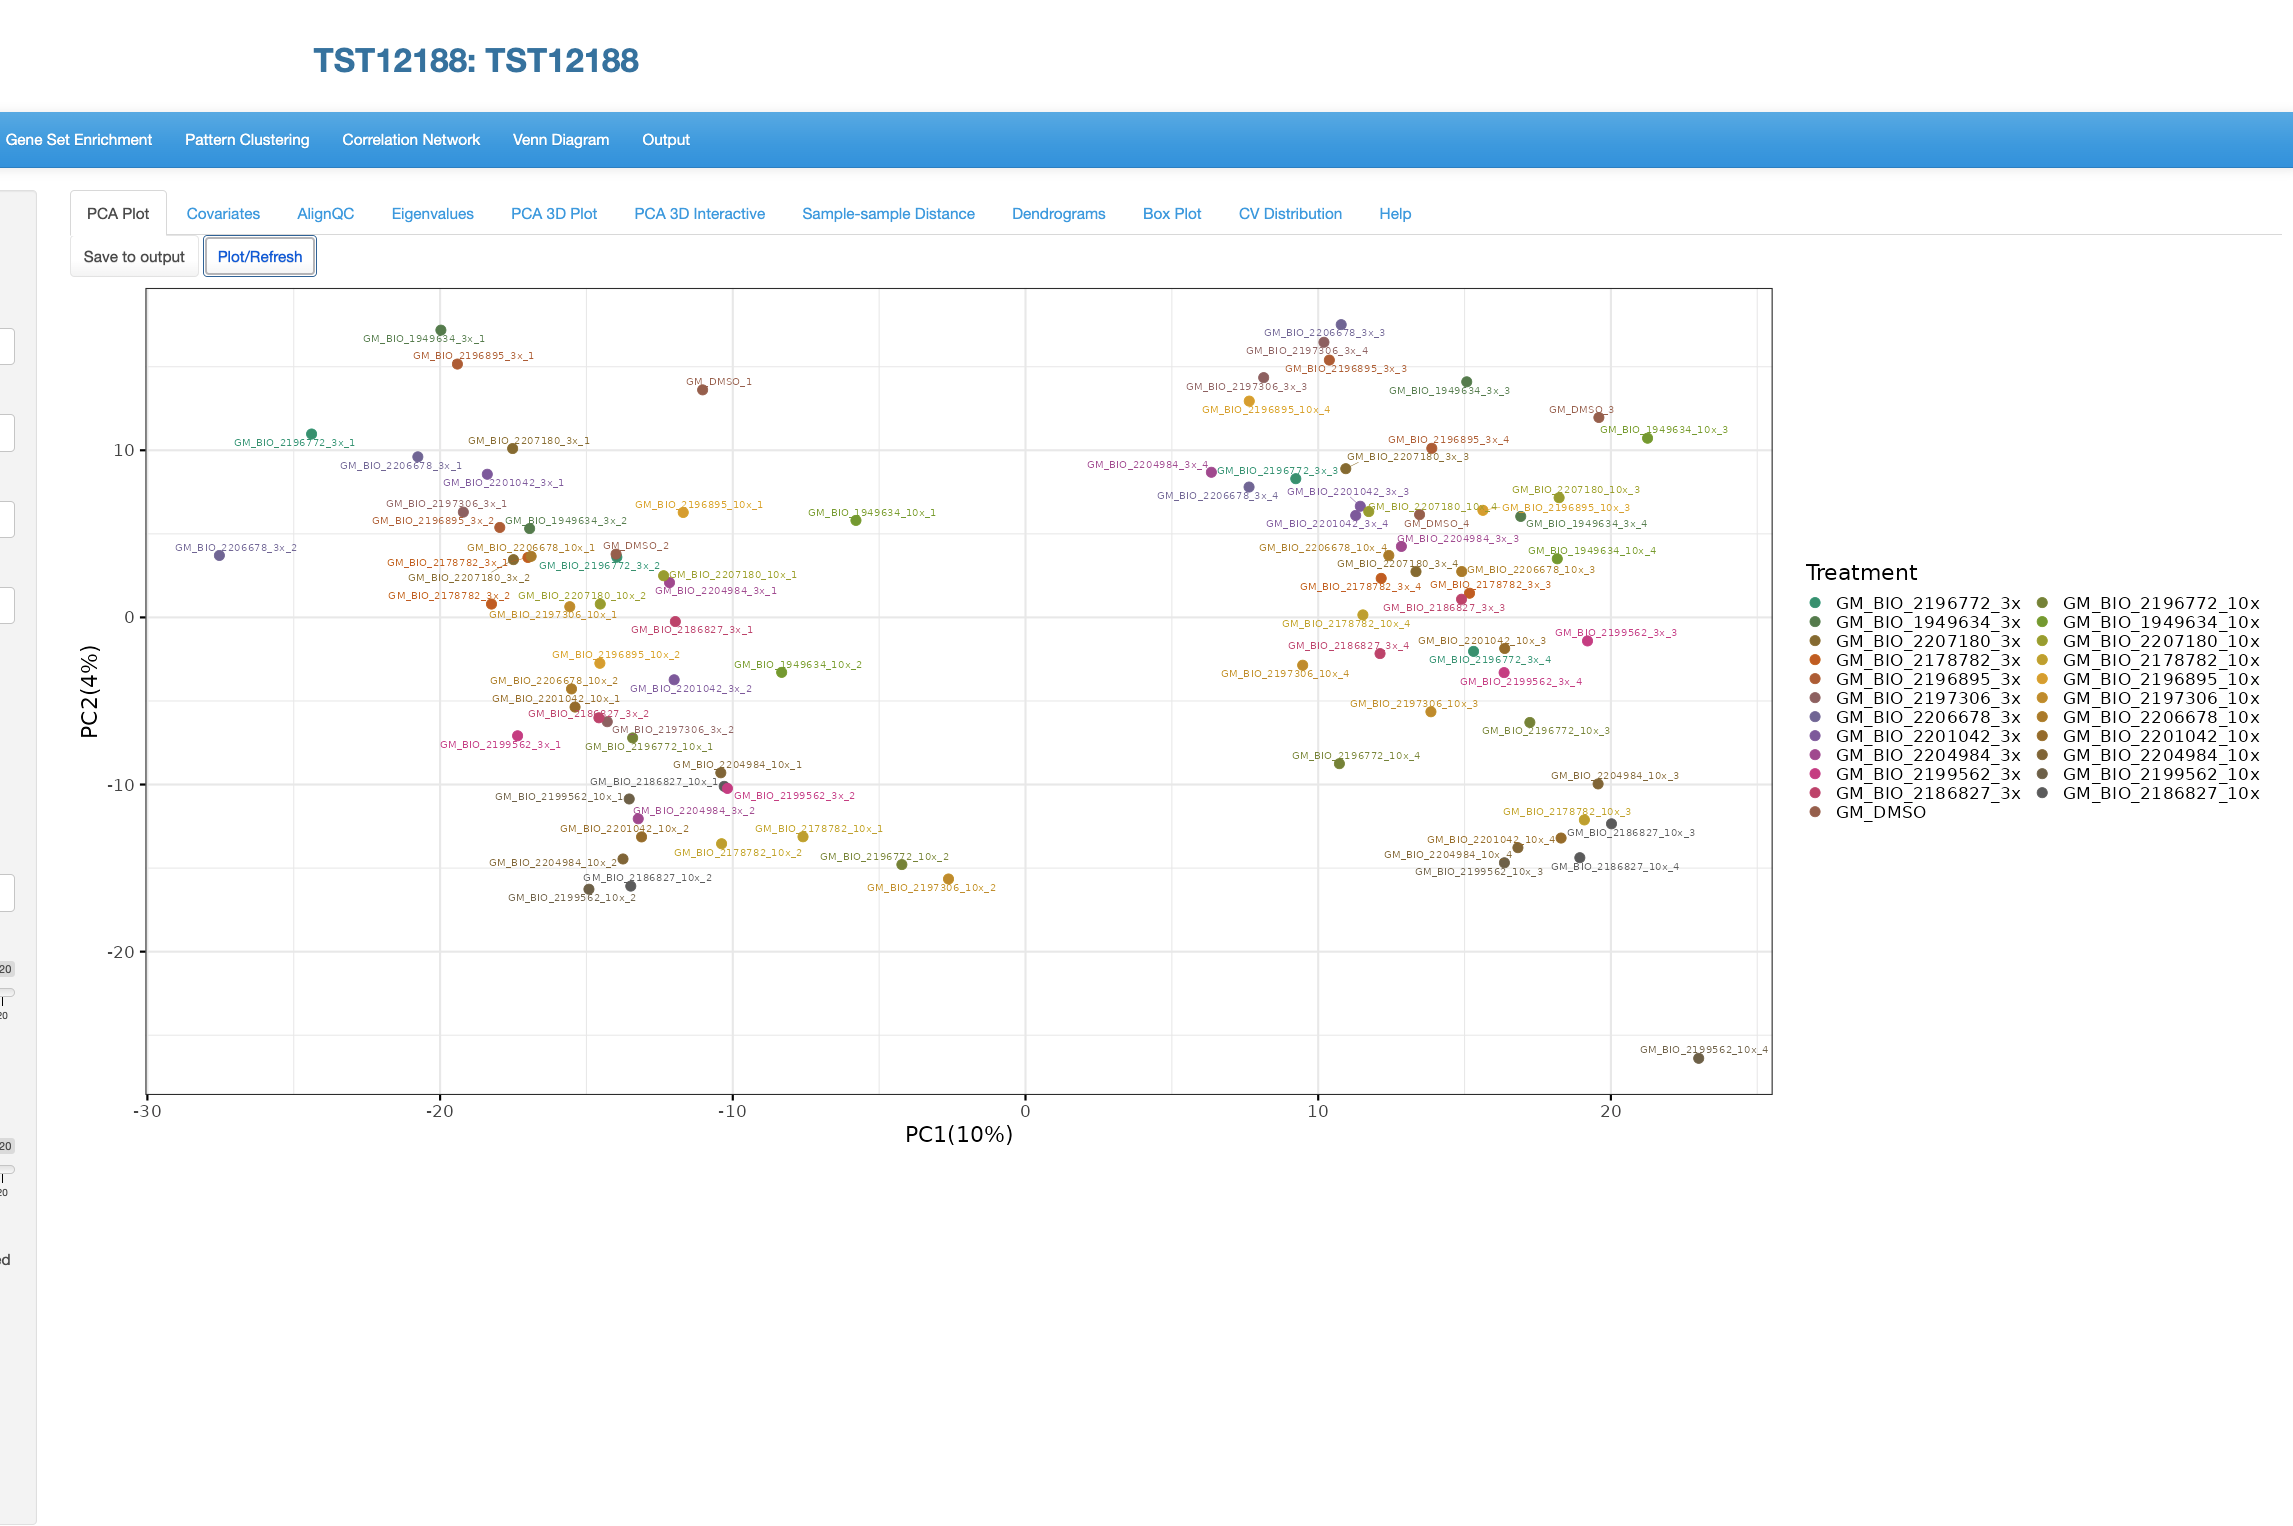 TST12188: TST12188
Gene Set Enrichment Pattern Clustering Correlation Network Venn Diagram Output
PCA Plot Covariates AlignQC Eigenvalues PCA 3D Plot PCA 3D Interactive Sample-sample Distance Dendrograms Box Plot CV Distribution Help
Save to output Plot/Refresh
GM_BIO_2206678_3x_3
GM_BIO_1949634_3x_1
GM_BIO_2197306_3x_4
GM_BIO_2196895_3x_1
GM_BIO_2196895_3x_3
GM_DMSO_1
GM_BIO_2197306_3x_3
GM_BIO_1949634_3x_3
GM_BIO_2196895_10x_4
GM_DMSO_3
GM_BIO_1949634_10x_3
GM_BIO_2196772_3x_1
GM_BIO_2207180_3x_1
GM_BIO_2196895_3x_4
10
GM_BIO_2207180_3x_3
GM_BIO_2206678_3x_1
GM_BIO_2204984_3x_4
GM_BIO_2196772_3x_3
GM_BIO_2201042_3x_1
GM_BIO_2206678_3x_4
GM_BIO_2201042_3x_3
GM_BIO_2207180_10x_3
GM_BIO_2197306_3x_1
GM_BIO_2196895_10x_1
GM_BIO_2207180_10x_4
GM_BIO_2196895_10x_3
GM_BIO_1949634_10x_1
GM_BIO_2196895_3x_2
GM_BIO_1949634_3x_2
GM_BIO_2201042_3x_4
GM_DMSO_4
GM_BIO_1949634_3x_4
GM_BIO_2204984_3x_3
GM_BIO_2206678_3x_2
GM_BIO_2206678_10x_1
GM_DMSO_2
GM_BIO_2206678_10x_4
GM_BIO_1949634_10x_4
GM_BIO_2178782_3x_1
GM_BIO_2196772_3x_2
GM_BIO_2207180_3x_4
GM_BIO_2206678_10x_3
GM_BIO_2207180_3x_2
GM_BIO_2207180_10x_1
GM_BIO_2204984_3x_1
GM_BIO_2178782_3x_4
GM_BIO_2178782_3x_3
GM_BIO_2178782_3x_2
GM_BIO_2207180_10x_2
GM_BIO_2186827_3x_3
GM_BIO_2197306_10x_1
0
GM_BIO_2178782_10x_4
GM_BIO_2186827_3x_1
GM_BIO_2199562_3x_3
GM_BIO_2201042_10x_3
GM_BIO_2186827_3x_4
GM_BIO_2196895_10x_2
GM_BIO_2196772_3x_4
GM_BIO_1949634_10x_2
GM_BIO_2197306_10x_4
GM_BIO_2206678_10x_2
GM_BIO_2199562_3x_4
GM_BIO_2201042_3x_2
GM_BIO_2201042_10x_1
GM_BIO_2197306_10x_3
GM_BIO_2186827_3x_2
GM_BIO_2197306_3x_2
GM_BIO_2196772_10x_3
GM_BIO_2199562_3x_1
GM_BIO_2196772_10x_1
GM_BIO_2196772_10x_4
GM_BIO_2204984_10x_1
GM_BIO_2204984_10x_3
GM_BIO_2186827_10x_1
-10
GM_BIO_2199562_10x_1
GM_BIO_2199562_3x_2
GM_BIO_2204984_3x_2
GM_BIO_2178782_10x_3
GM_BIO_2201042_10x_2
GM_BIO_2178782_10x_1
GM_BIO_2186827_10x_3
GM_BIO_2201042_10x_4
GM_BIO_2178782_10x_2
GM_BIO_2196772_10x_2
GM_BIO_2204984_10x_4
GM_BIO_2204984_10x_2
GM_BIO_2186827_10x_4
GM_BIO_2199562_10x_3
GM_BIO_2186827_10x_2
GM_BIO_2197306_10x_2
GM_BIO_2199562_10x_2
-20
GM_BIO_2199562_10x_4
-30 -20 -10 0 10 20
PC1(10%)
PC2(4%)
Treatment
GM_BIO_2196772_3x GM_BIO_2196772_10x
GM_BIO_1949634_3x GM_BIO_1949634_10x
GM_BIO_2207180_3x GM_BIO_2207180_10x
GM_BIO_2178782_3x GM_BIO_2178782_10x
GM_BIO_2196895_3x GM_BIO_2196895_10x
GM_BIO_2197306_3x GM_BIO_2197306_10x
GM_BIO_2206678_3x GM_BIO_2206678_10x
GM_BIO_2201042_3x GM_BIO_2201042_10x
GM_BIO_2204984_3x GM_BIO_2204984_10x
GM_BIO_2199562_3x GM_BIO_2199562_10x
GM_BIO_2186827_3x GM_BIO_2186827_10x
GM_DMSO
20
20
20
20
ed